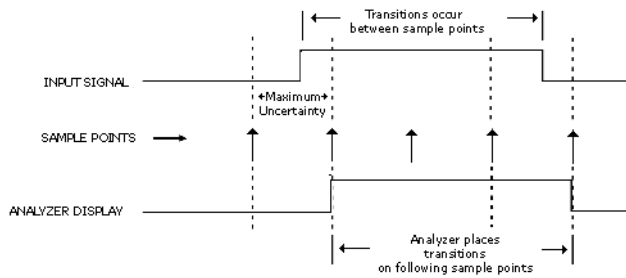 Transitions occur
between sample points
INPUT SIGNAL
Maximum
Uncertainty
SAMPLE POINTS
ANALYZER DISPLAY
Analyzer places
transitions
on following sample points